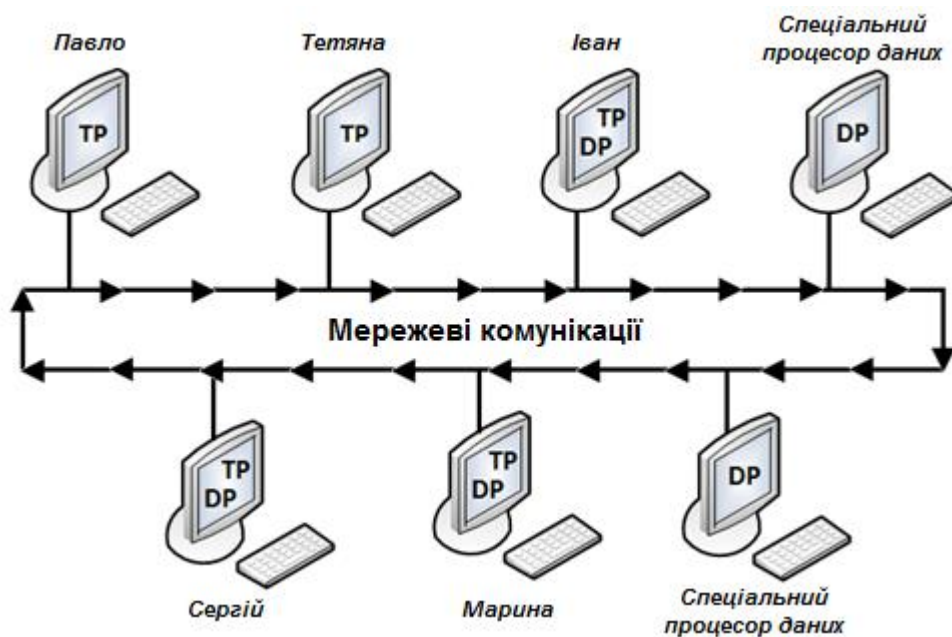 Павло
Тетяна
Іван
Спеціальний
процесор даних
TP
TP
TP
DP
DP
Мережеві комунікації
TP
DP
TP
DP
DP
Сергій
Марина
Спеціальний
процесор даних